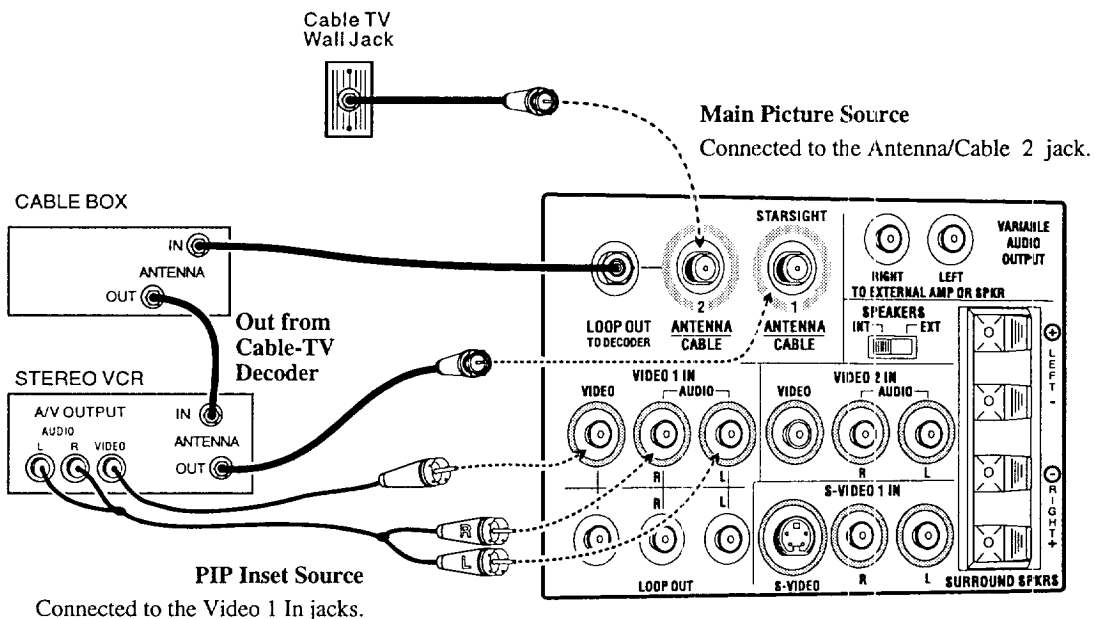 Cable TV
Wall Jack
Main Picture Source
Connected to the Antenna/Cable 2 jack.
CABLE BOX
IN
ANTENNA
OUT
Out from
Cable-TV
Decoder
STEREO VCR
A/V OUTPUT
AUDIO
L R VIDEO
IN
ANTENNA
OUT
STARSIGHT
2 1
LOOP OUT
TO DECODER
ANTENNA
CABLE
ANTENNA
CABLE
RIGHT LEFT
TO EXTERNAL AMP OR SPKR
VARIABLE
AUDIO
OUTPUT
SPEAKERS
INT EXT
VIDEO 1 IN
VIDEO AUDIO
R L
VIDEO 2 IN
VIDEO AUDIO
R L
R L
LOOP OUT
S-VIDEO 1 IN
S-VIDEO R L
+
LEFT
-
-
RIGHT
+
SURROUND SPKRS
R
L
PIP Inset Source
Connected to the Video 1 In jacks.